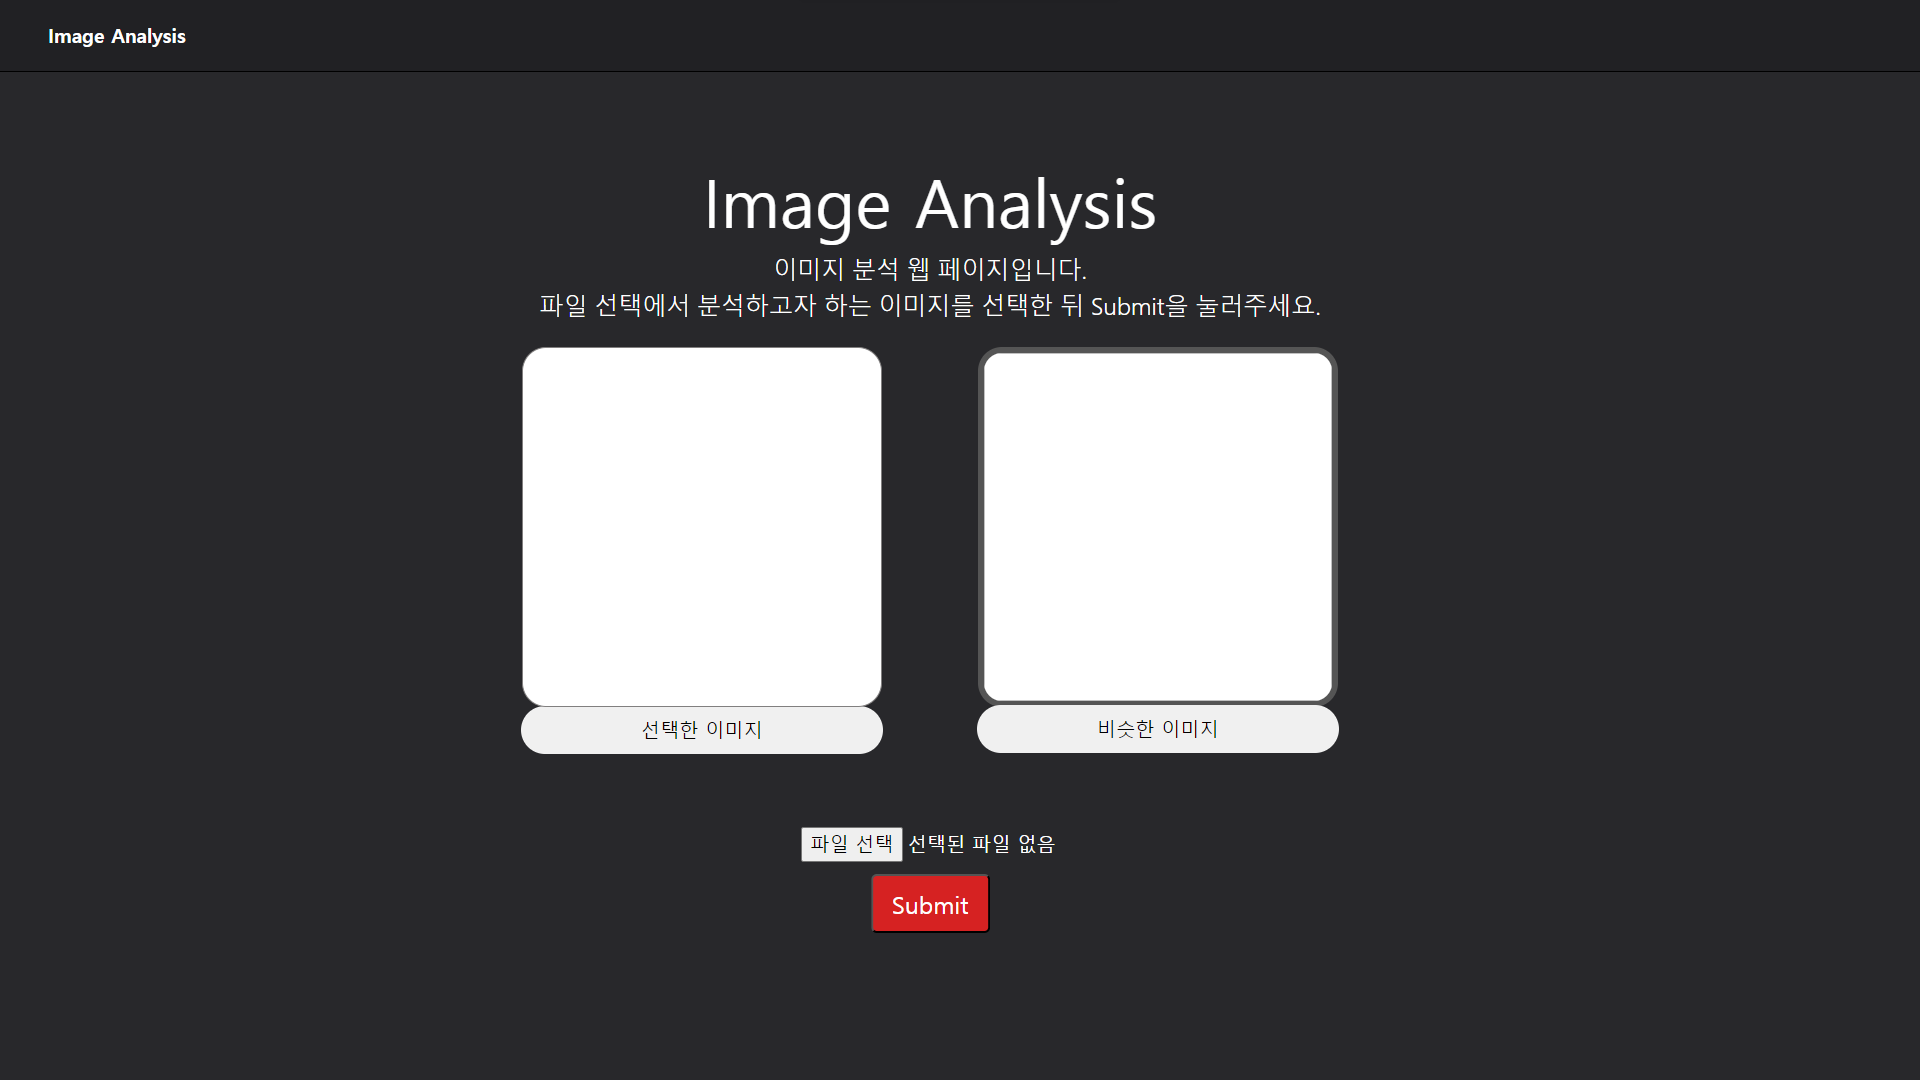 Image Analysis
Image Analysis
이미지 분석 웹 페이지입니다.
파일 선택에서 분석하고자 하는 이미지를 선택한 뒤 Submit을 눌러주세요.
선택한 이미지
비슷한 이미지
파일 선택 선택된 파일 없음
Submit